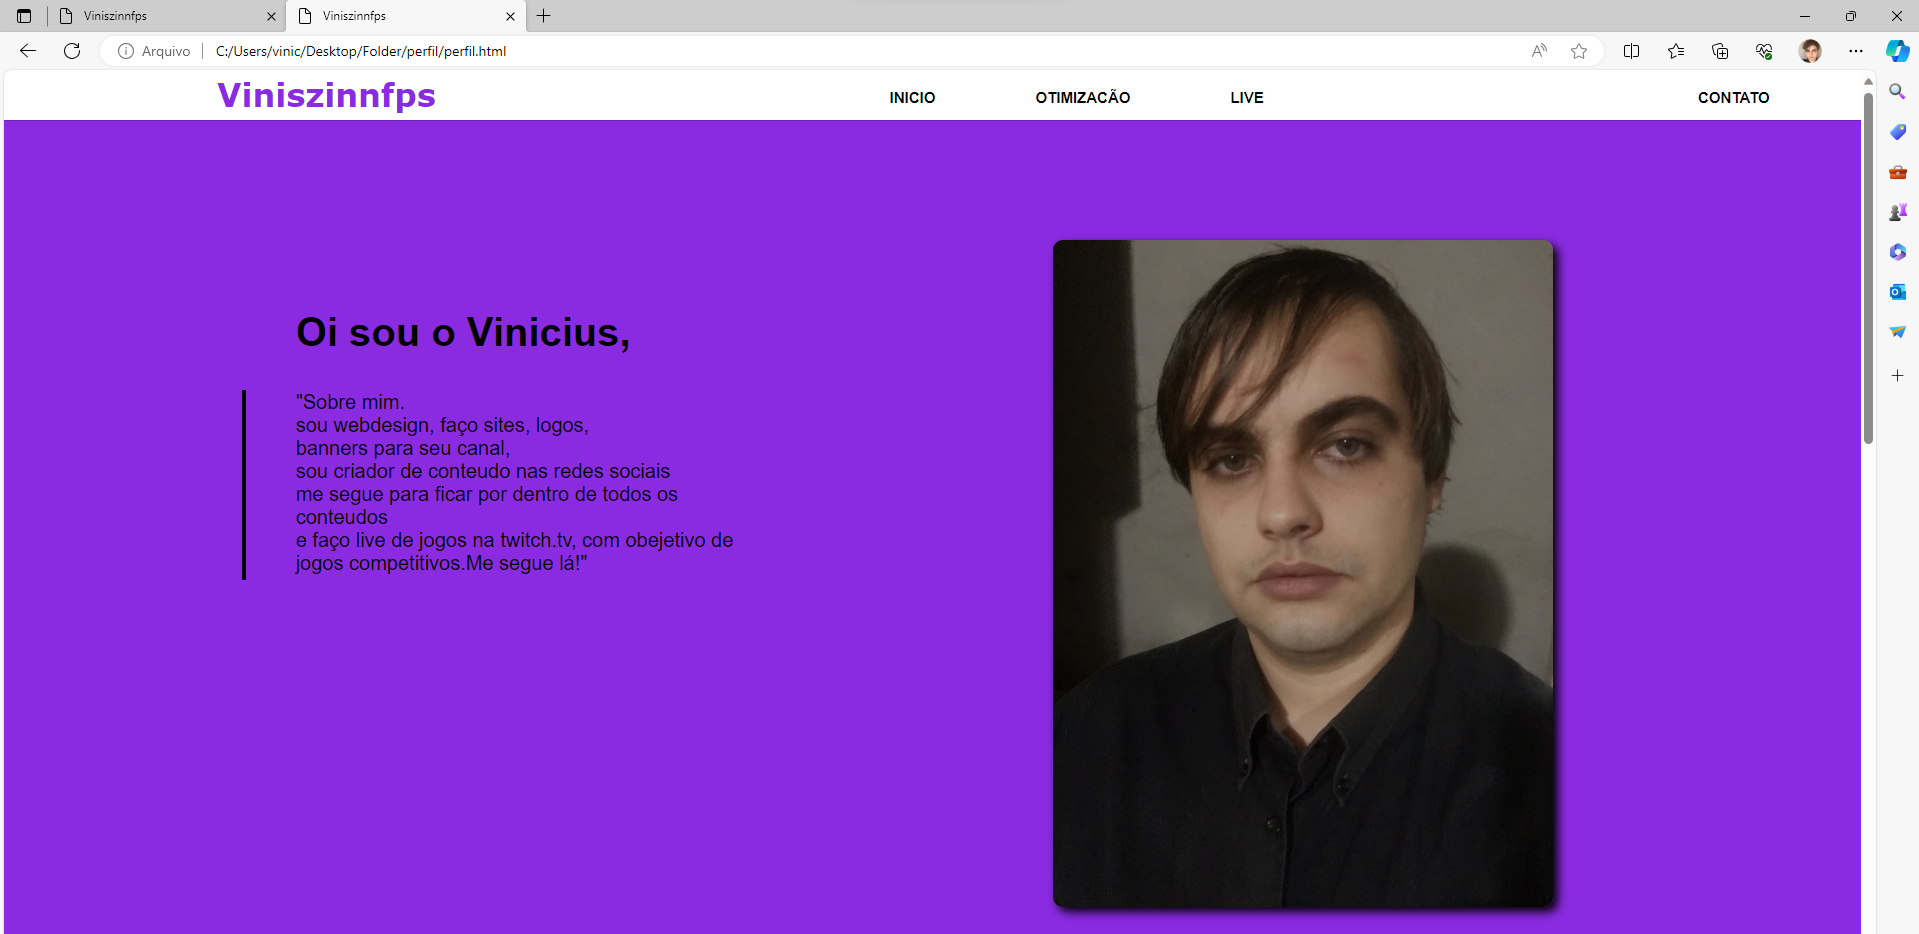 Viniszinnfps
Viniszinnfps
Arquivo
C:/Users/vinic/Desktop/Folder/perfil/perfil.html
Viniszinnfps
INICIO
OTIMIZACÃO
LIVE
CONTATO
Oi sou o Vinicius,
"Sobre mim.
sou webdesign, faço sites, logos,
banners para seu canal,
sou criador de conteudo nas redes sociais
me segue para ficar por dentro de todos os
conteudos
e faço live de jogos na twitch.tv, com obejetivo de
jogos competitivos.Me segue lá!"